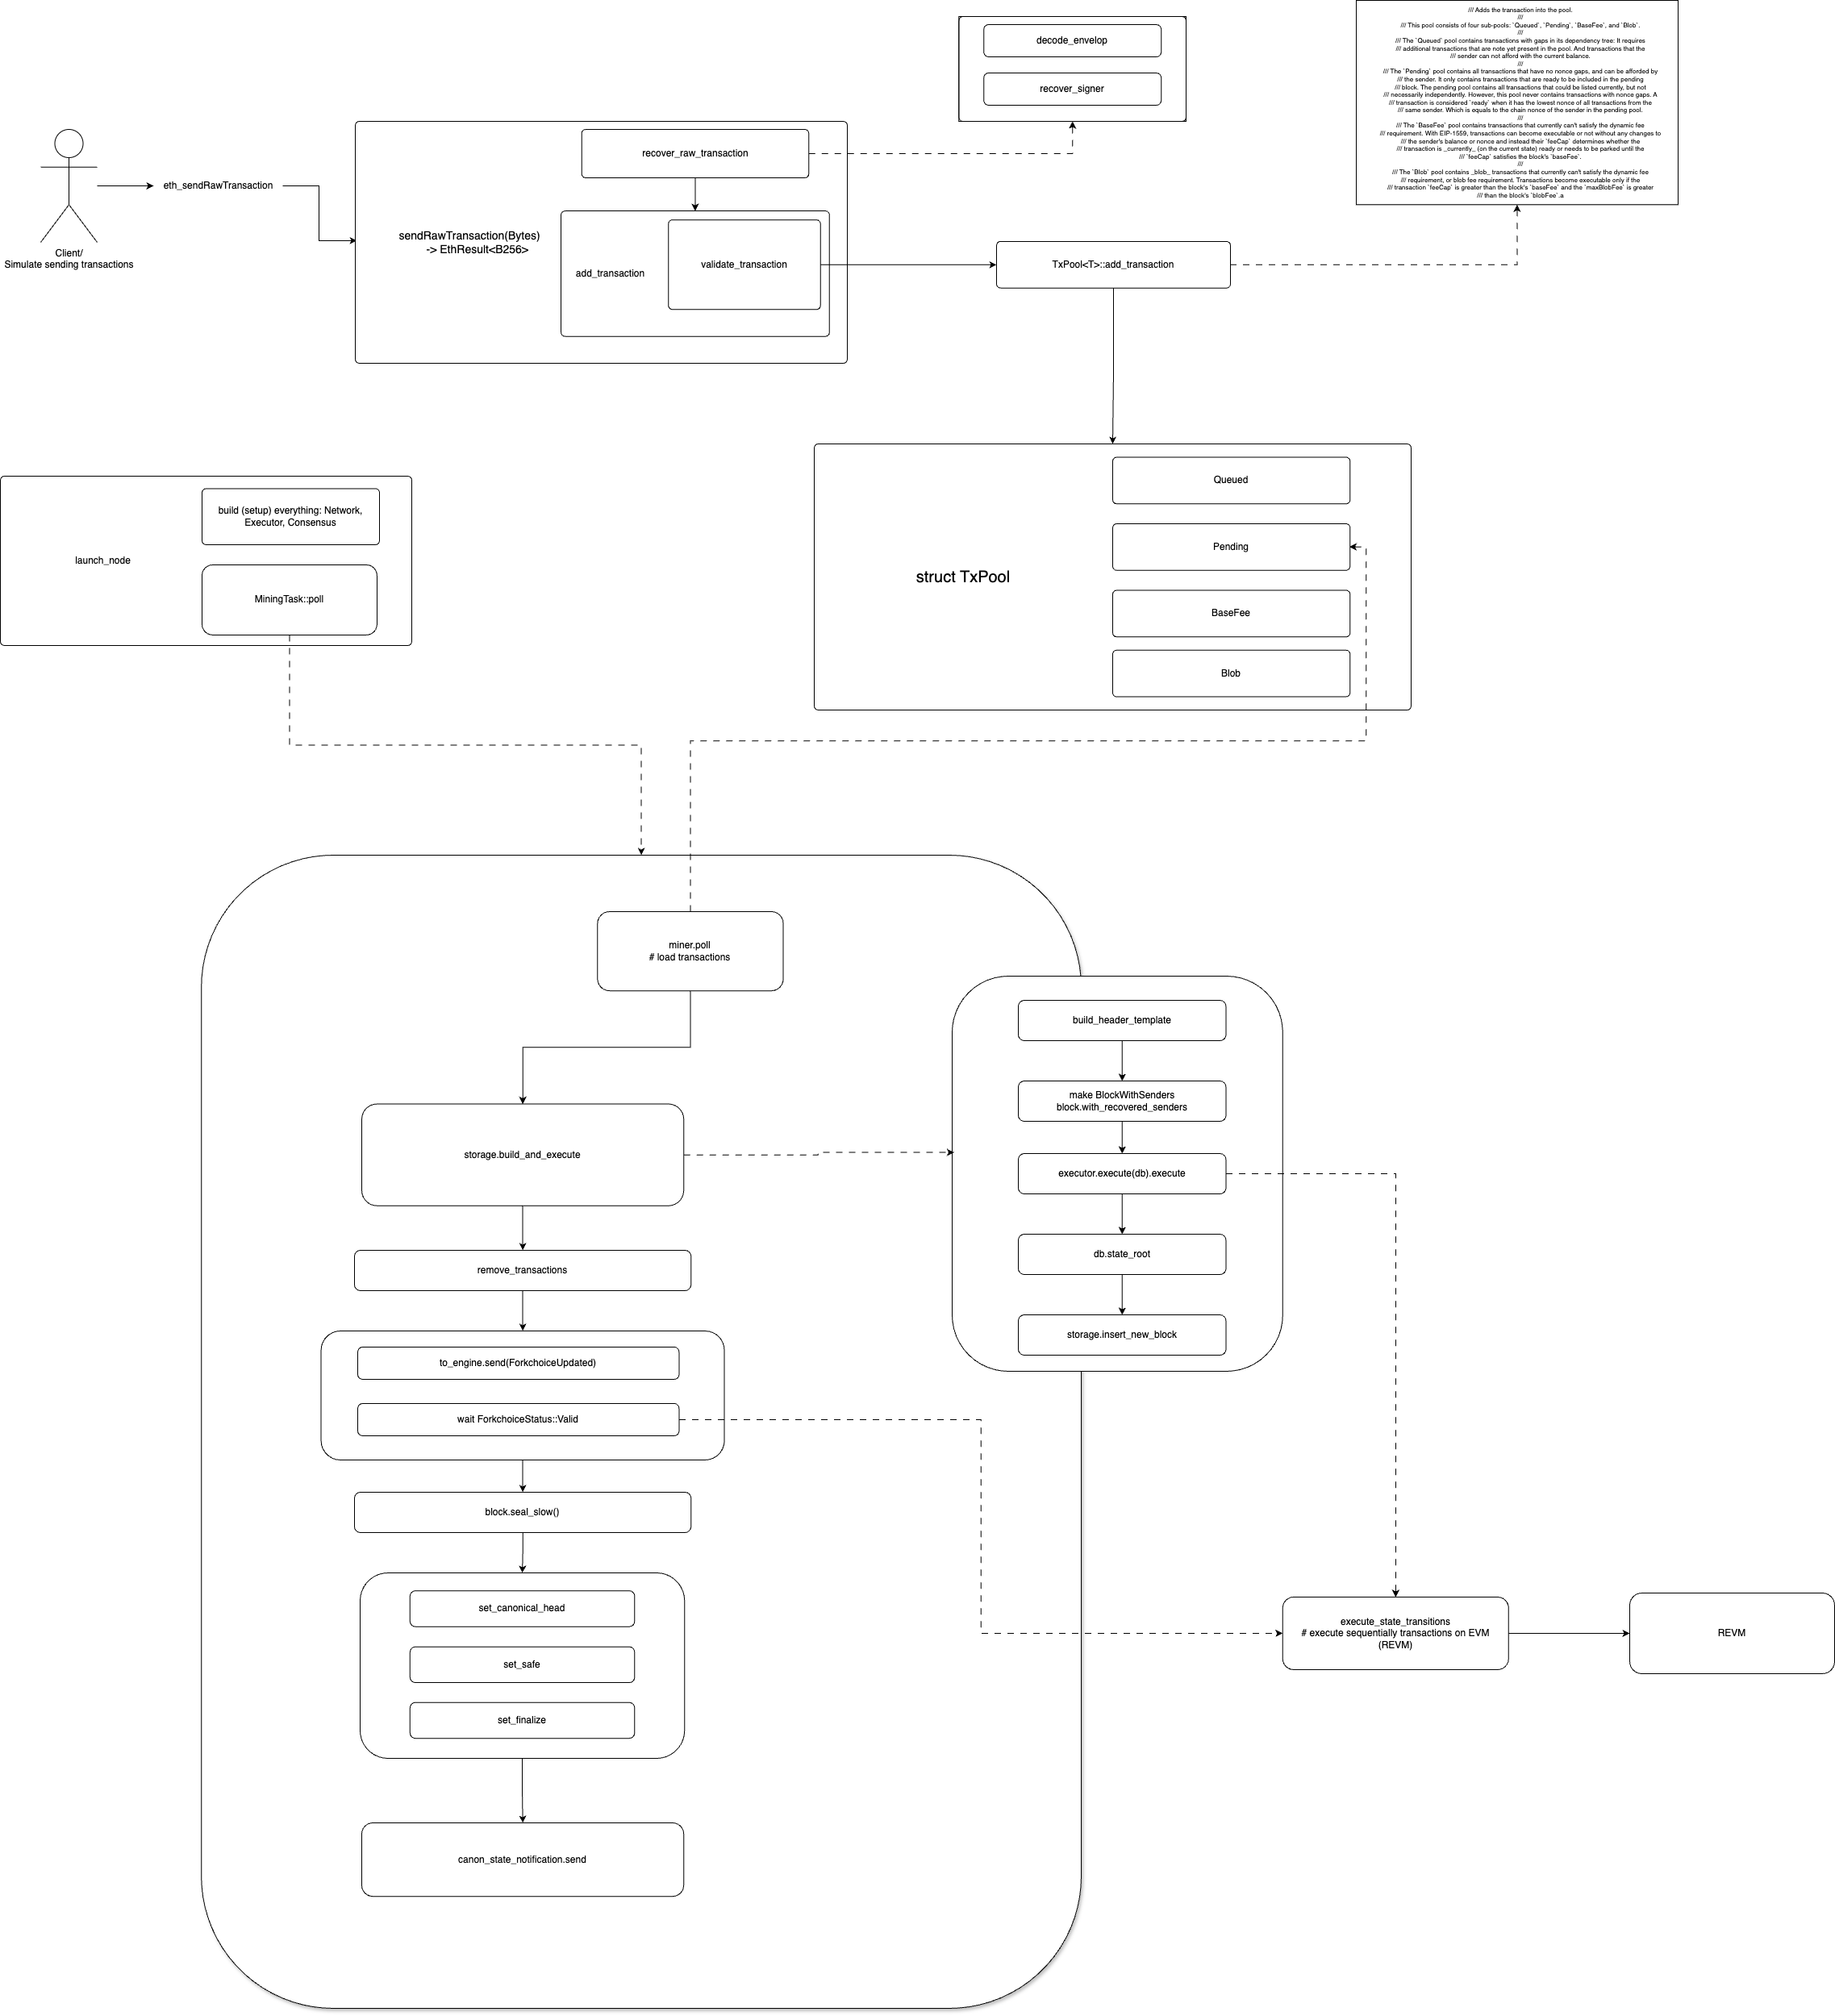 decode_envelop
recover_signer
/// Adds the transaction into the pool.
///
/// This pool consists of four sub-pools: `Queued`, `Pending`, `BaseFee`, and `Blob`.
///
/// The `Queued` pool contains transactions with gaps in its dependency tree: It requires
/// additional transactions that are note yet present in the pool. And transactions that the
/// sender can not afford with the current balance.
///
/// The `Pending` pool contains all transactions that have no nonce gaps, and can be afforded by
/// the sender. It only contains transactions that are ready to be included in the pending
/// block. The pending pool contains all transactions that could be listed currently, but not
/// necessarily independently. However, this pool never contains transactions with nonce gaps. A
/// transaction is considered `ready` when it has the lowest nonce of all transactions from the
/// same sender. Which is equals to the chain nonce of the sender in the pending pool.
///
/// The `BaseFee` pool contains transactions that currently can't satisfy the dynamic fee
/// requirement. With EIP-1559, transactions can become executable or not without any changes to
/// the sender's balance or nonce and instead their `feeCap` determines whether the
/// transaction is _currently_ (on the current state) ready or needs to be parked until the
/// `feeCap` satisfies the block's `baseFee`.
///
/// The `Blob` pool contains _blob_ transactions that currently can't satisfy the dynamic fee
/// requirement, or blob fee requirement. Transactions become executable only if the
/// transaction `feeCap` is greater than the block's `baseFee` and the `maxBlobFee` is greater
/// than the block's `blobFee`.a
Client/
Simulate sending transactions
eth_sendRawTransaction
sendRawTransaction(Bytes)
-> EthResult<B256>
recover_raw_transaction
add_transaction
validate_transaction
TxPool<T>::add_transaction
launch_node
build (setup) everything: Network,
Executor, Consensus
MiningTask::poll
struct TxPool
Queued
Pending
BaseFee
Blob
miner.poll
# load transactions
storage.build_and_execute
remove_transactions
to_engine.send(ForkchoiceUpdated)
wait ForkchoiceStatus::Valid
block.seal_slow()
set_canonical_head
set_safe
set_finalize
canon_state_notification.send
build_header_template
make BlockWithSenders
block.with_recovered_senders
executor.execute(db).execute
db.state_root
storage.insert_new_block
execute_state_transitions
# execute sequentially transactions on EVM
(REVM)
REVM